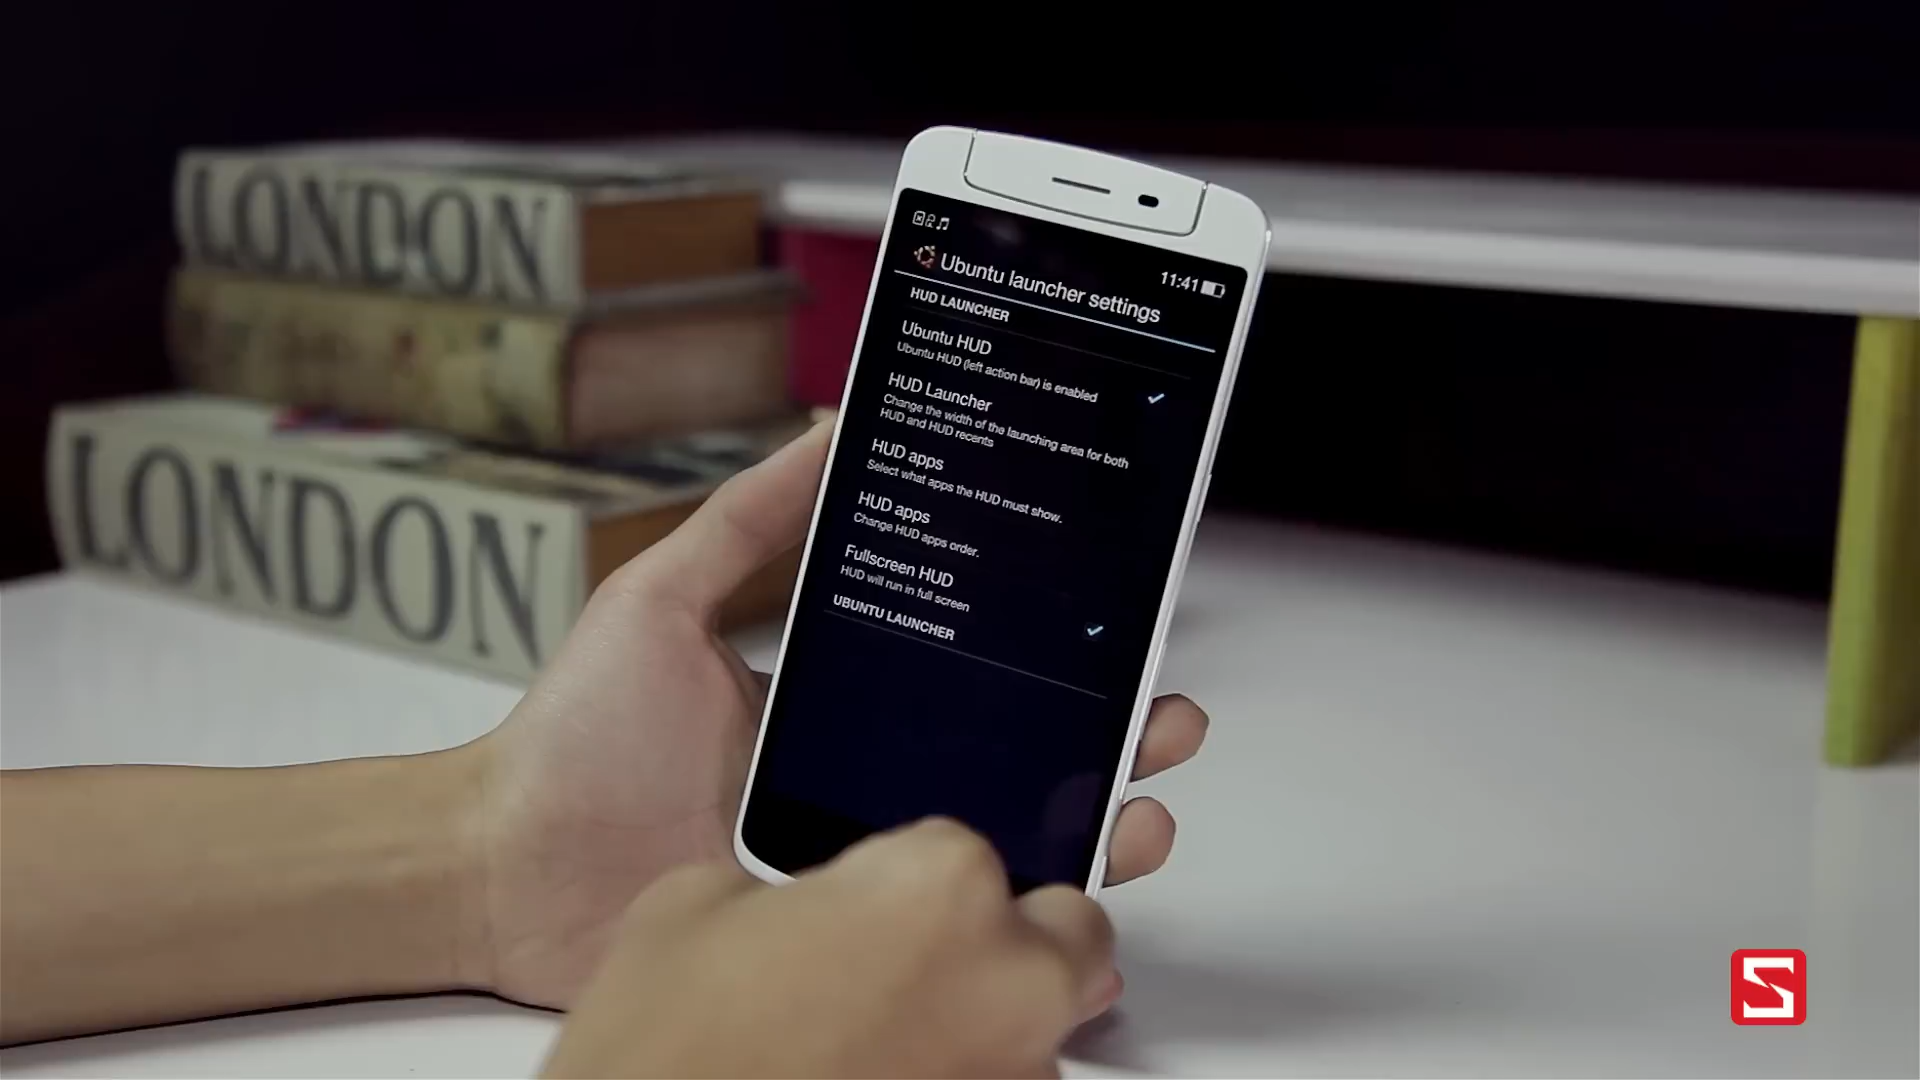 LONDON
LONDON
11:41
Ubuntu launcher settings
HUD LAUNCHER
Ubuntu HUD
Ubuntu HUD (left action bar) is enabled
HUD Launcher
Change the width of the launching area for both
HUD and HUD recents
HUD apps
Select what apps the HUD must show.
HUD apps
Change HUD apps order.
Fullscreen HUD
HUD will run in full screen
UBUNTU LAUNCHER
S